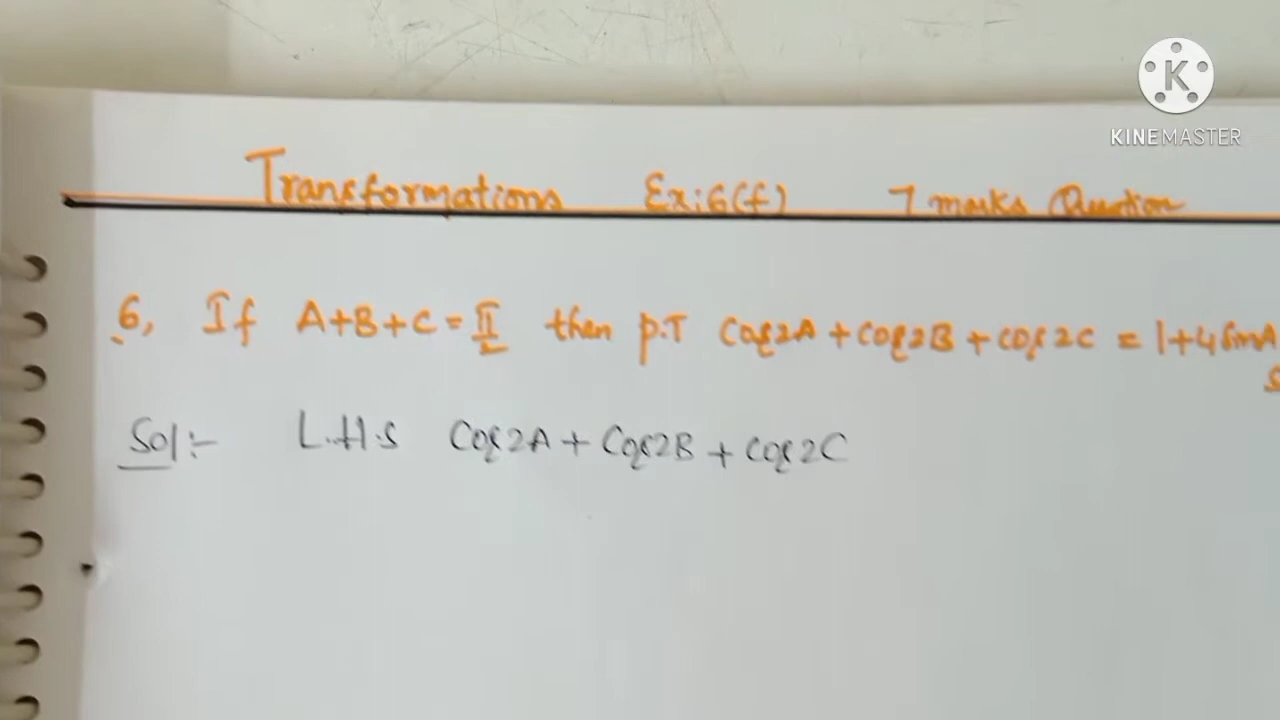 KINEMASTER
Transformations Ex:6(f) 7 marks Question
6, If A+B+C = π/2 then p.T Cos2A + Cos2B + Cos2C = 1+4 SinA
Sol:- L.H.S Cos2A + Cos2B + Cos2C